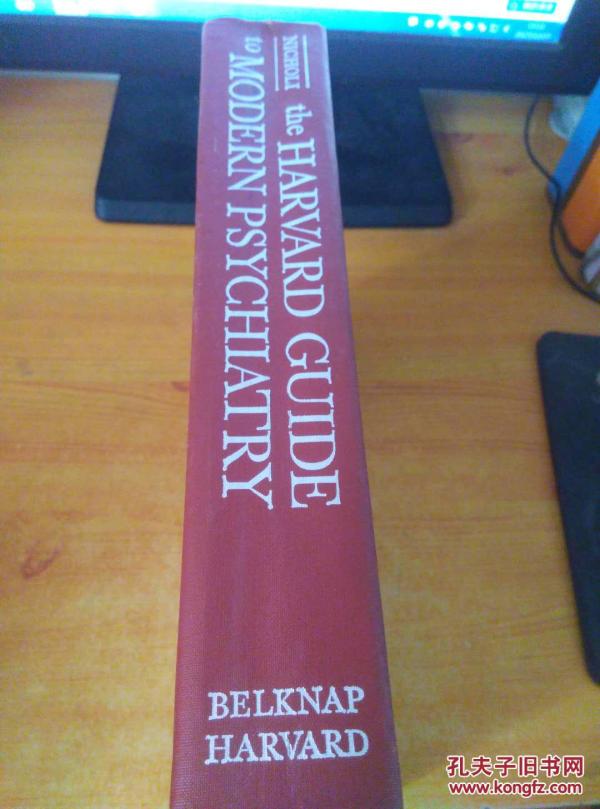 NICHOLI
the HARVARD GUIDE
to MODERN PSYCHIATRY
BELKNAP
HARVARD
孔夫子旧书网
www.kongfz.com